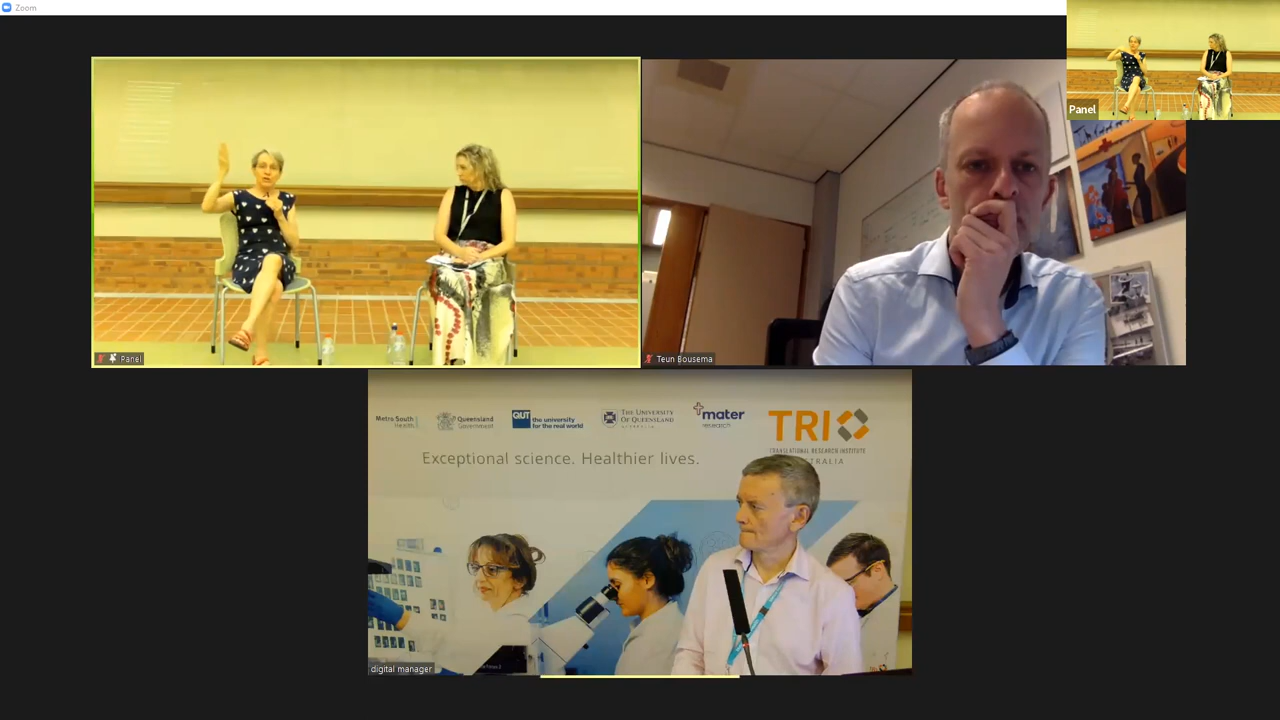 Zoom
Panel
Panel
Teun Bousema
Metro South
Health
Queensland
Government
QUT
the university
for the real world
THE UNIVERSITY
OF QUEENSLAND
AUSTRALIA
mater
research
TRI
TRANSLATIONAL RESEARCH INSTITUTE
Exceptional science. Healthier lives.
digital manager